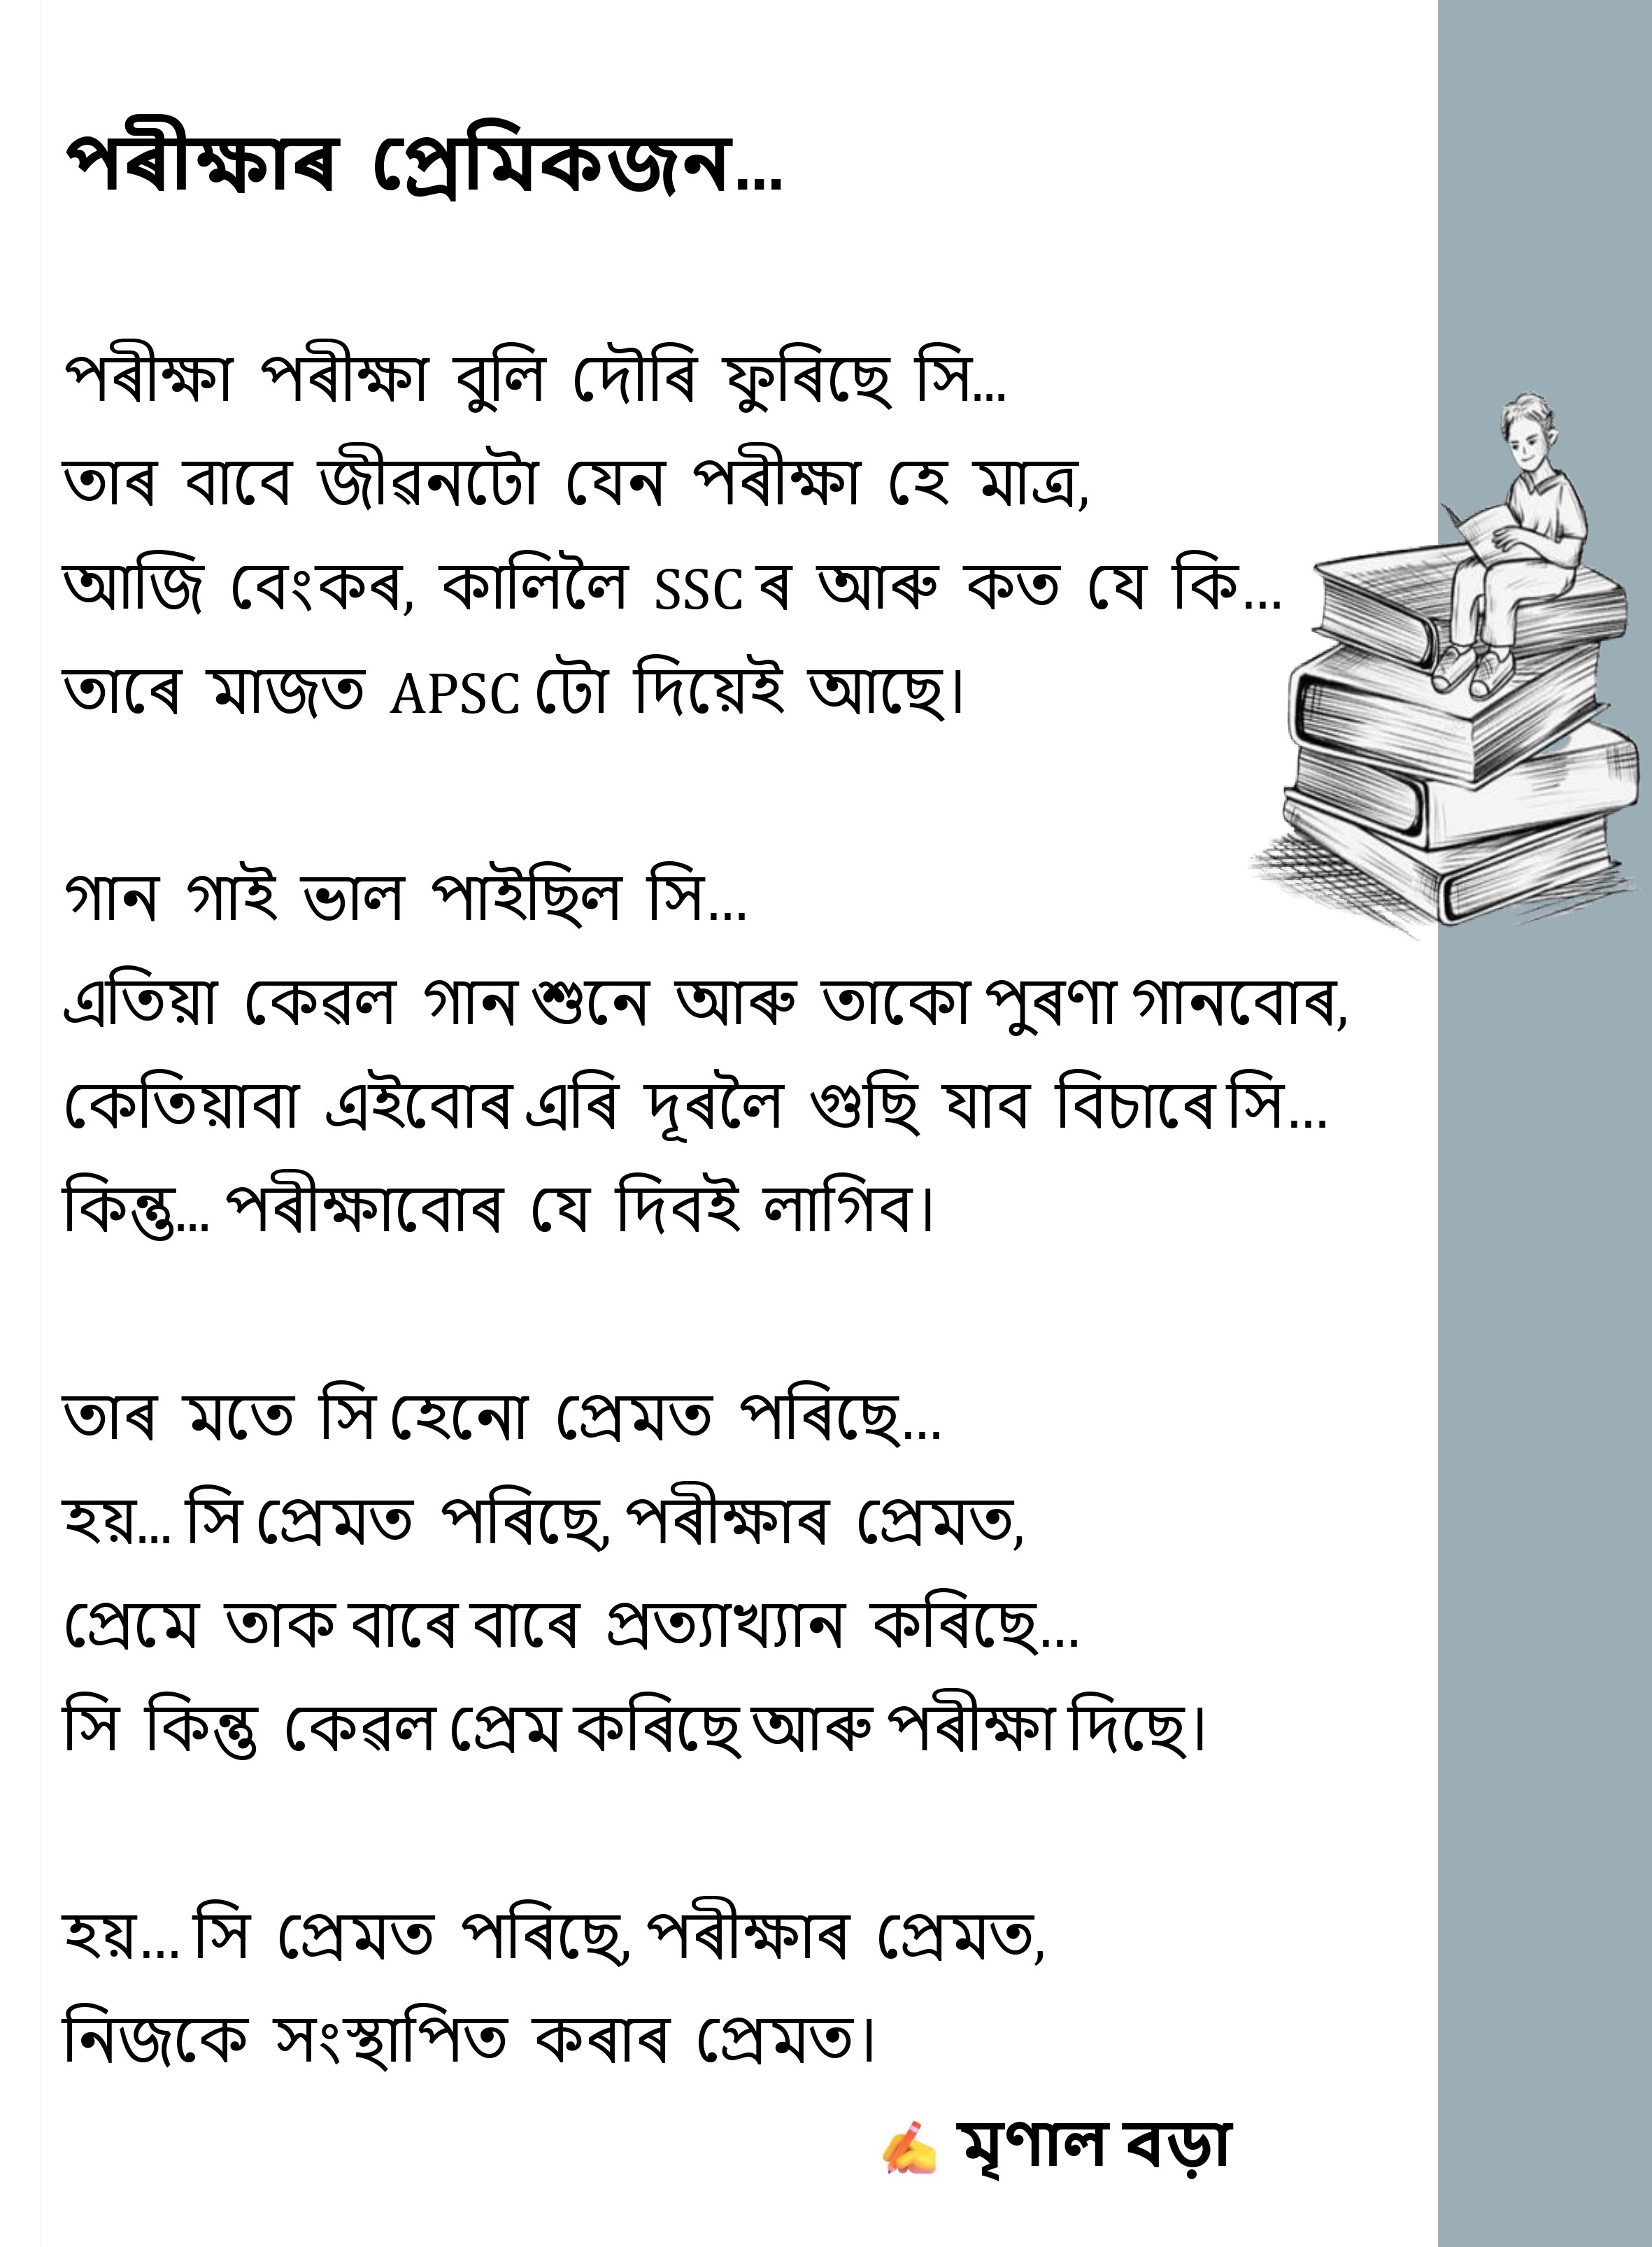 পৰীক্ষাৰ প্ৰেমিকজন...
পৰীক্ষা পৰীক্ষা বুলি দৌৰি ফুৰিছে সি...
তাৰ বাবে জীৱনটো যেন পৰীক্ষা হে মাত্ৰ,
আজি বেংকৰ, কালিলৈ SSC ৰ আৰু কত যে কি...
তাৰে মাজত APSC টো দিয়েই আছে।
গান গাই ভাল পাইছিল সি...
এতিয়া কেৱল গান শুনে আৰু তাকো পুৰণা গানবোৰ,
কেতিয়াবা এইবোৰ এৰি দূৰলৈ গুছি যাব বিচাৰে সি...
কিন্তু... পৰীক্ষাবোৰ যে দিবই লাগিব।
তাৰ মতে সি হেনো প্ৰেমত পৰিছে...
হয়... সি প্ৰেমত পৰিছে, পৰীক্ষাৰ প্ৰেমত,
প্ৰেমে তাক বাৰে বাৰে প্ৰত্যাখ্যান কৰিছে...
সি কিন্তু কেৱল প্ৰেম কৰিছে আৰু পৰীক্ষা দিছে।
হয়... সি প্ৰেমত পৰিছে, পৰীক্ষাৰ প্ৰেমত,
নিজকে সংস্থাপিত কৰাৰ প্ৰেমত।
✍️ মৃণাল বড়া